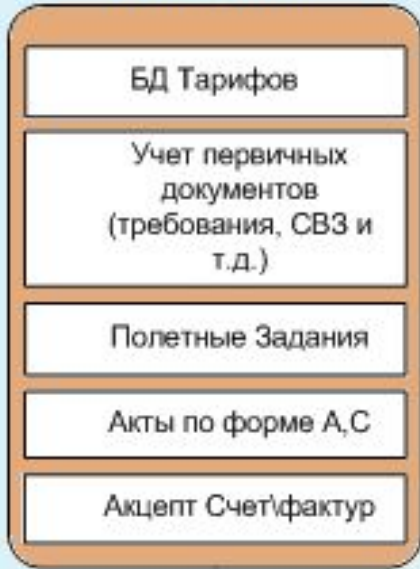 БД Тарифов
Учет первичных
документов
(требования, СВЗ и
т.д.)
Полетные Задания
Акты по форме А,С
Акцепт Счет\фактур